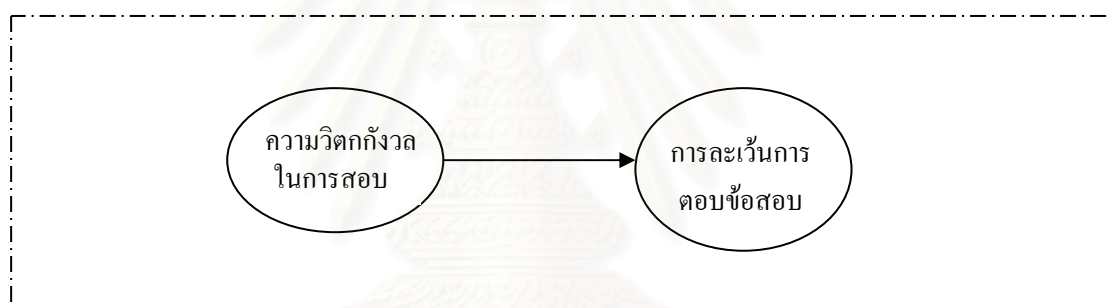 ความวิตกกังวล
ในการสอบ
การละเว้นการ
ตอบข้อสอบ